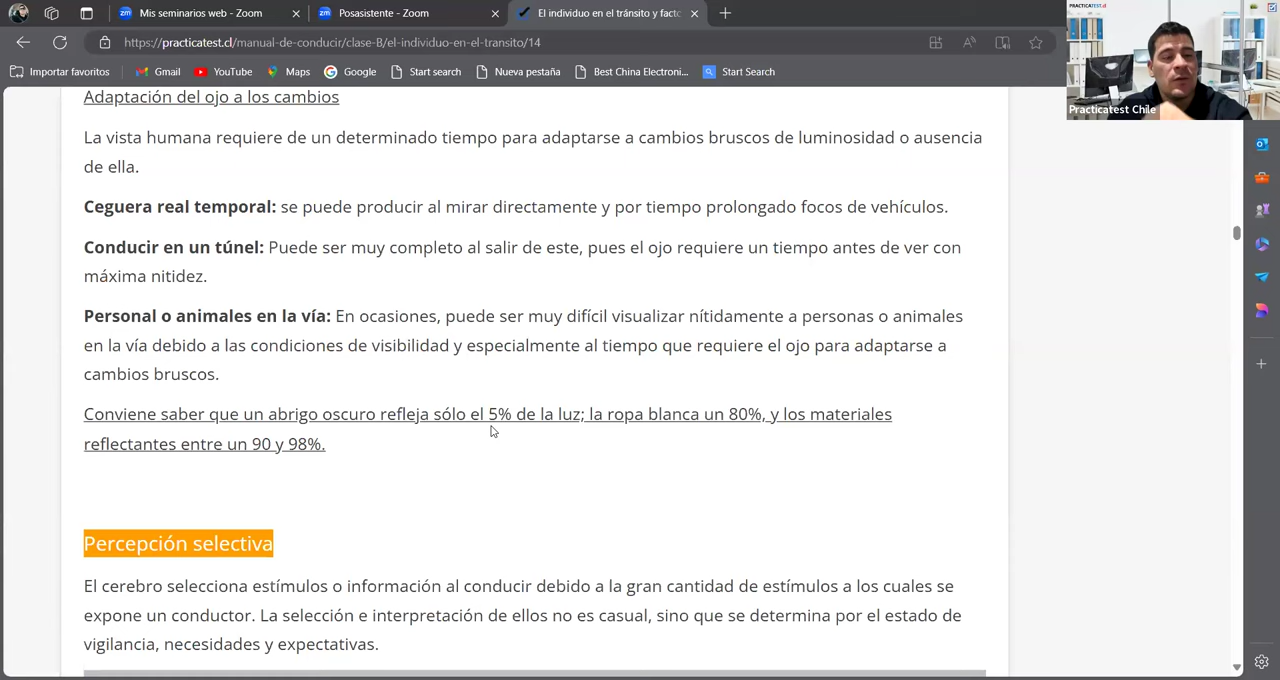 Mis seminarios web - Zoom
Posasistente - Zoom
El individuo en el tránsito y facto
https://practicatest.cl/manual-de-conducir/clase-B/el-individuo-en-el-transito/14
Importar favoritos
Gmail
YouTube
Maps
Google
Start search
Nueva pestaña
Best China Electroni...
Start Search
PRACTICATEST.cl
Practicatest Chile
Adaptación del ojo a los cambios
La vista humana requiere de un determinado tiempo para adaptarse a cambios bruscos de luminosidad o ausencia
de ella.
Ceguera real temporal: se puede producir al mirar directamente y por tiempo prolongado focos de vehículos.
Conducir en un túnel: Puede ser muy completo al salir de este, pues el ojo requiere un tiempo antes de ver con
máxima nitidez.
Personal o animales en la vía: En ocasiones, puede ser muy difícil visualizar nítidamente a personas o animales
en la vía debido a las condiciones de visibilidad y especialmente al tiempo que requiere el ojo para adaptarse a
cambios bruscos.
Conviene saber que un abrigo oscuro refleja sólo el 5% de la luz; la ropa blanca un 80%, y los materiales
reflectantes entre un 90 y 98%.
Percepción selectiva
El cerebro selecciona estímulos o información al conducir debido a la gran cantidad de estímulos a los cuales se
expone un conductor. La selección e interpretación de ellos no es casual, sino que se determina por el estado de
vigilancia, necesidades y expectativas.